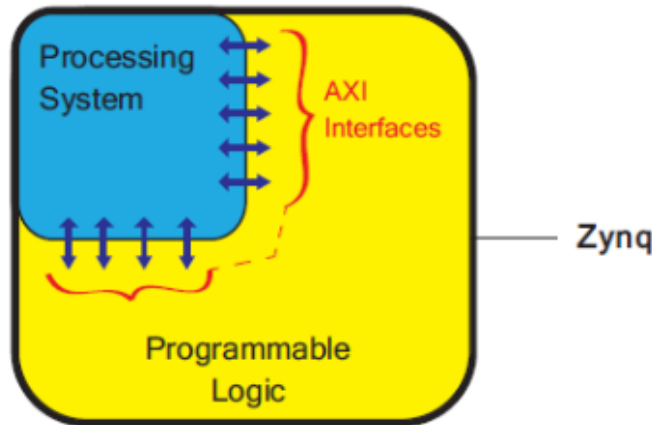 Processing
System
AXI
Interfaces
Zynq
Programmable
Logic